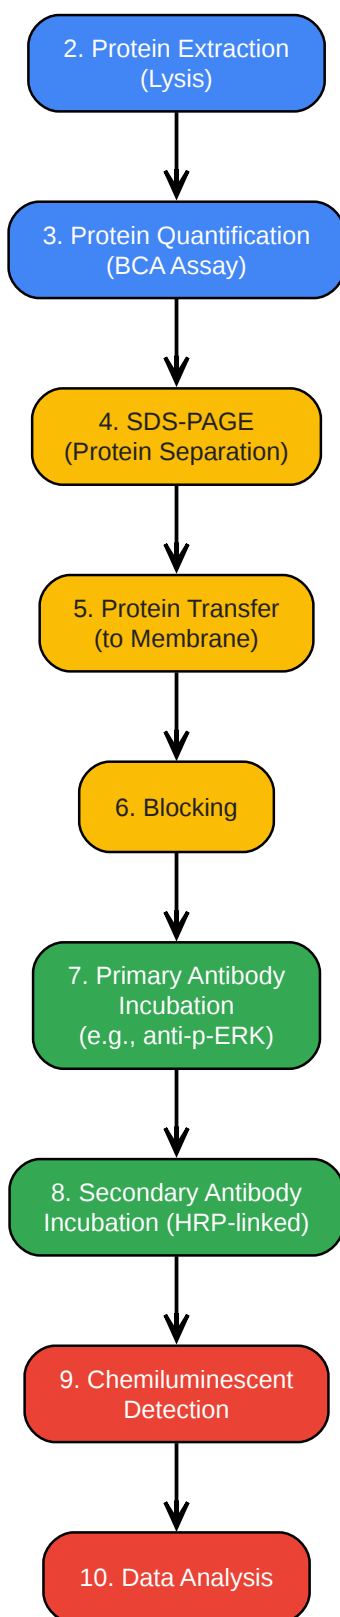 2. Protein Extraction
(Lysis)
3. Protein Quantification
(BCA Assay)
4. SDS-PAGE
(Protein Separation)
5. Protein Transfer
(to Membrane)
6. Blocking
7. Primary Antibody
Incubation
(e.g., anti-p-ERK)
8. Secondary Antibody
Incubation (HRP-linked)
9. Chemiluminescent
Detection
10. Data Analysis